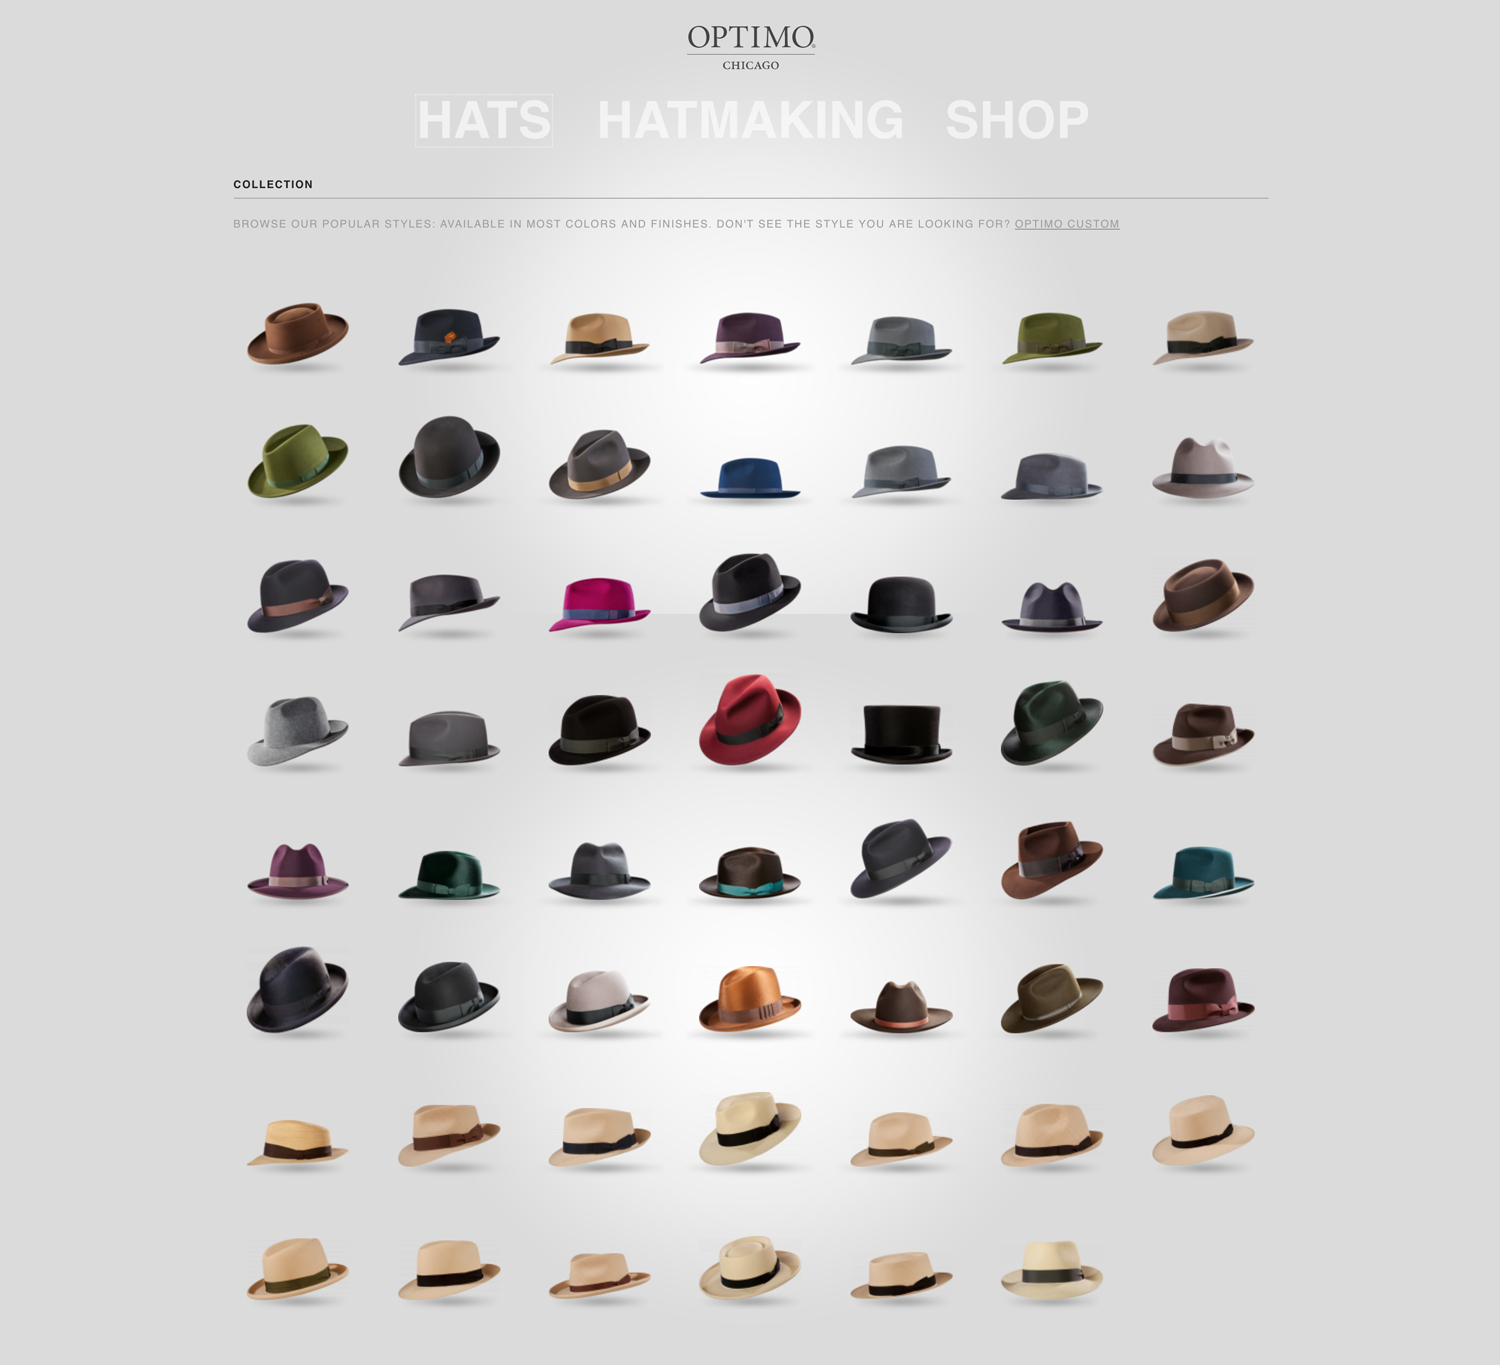 OPTIMO®
CHICAGO
HATS HATMAKING SHOP
COLLECTION
BROWSE OUR POPULAR STYLES: AVAILABLE IN MOST COLORS AND FINISHES. DON'T SEE THE STYLE YOU ARE LOOKING FOR? OPTIMO CUSTOM